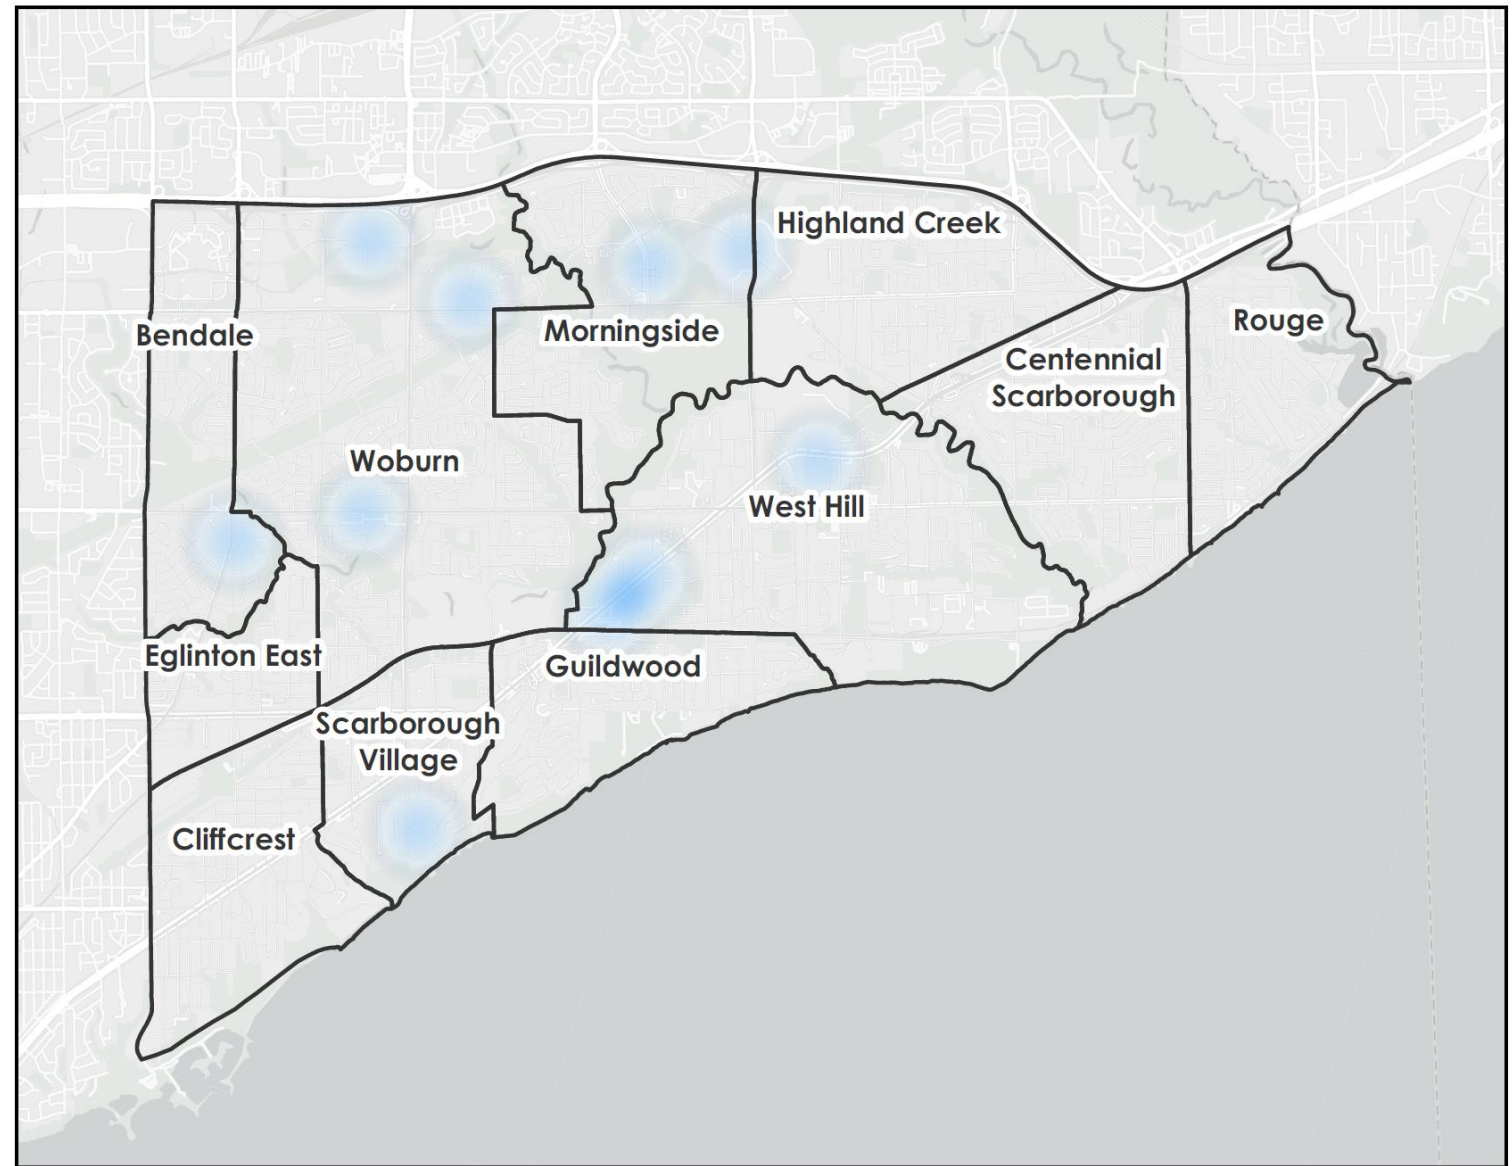 Highland Creek
Rouge
Bendale
Morningside
Centennial
Scarborough
Woburn
West Hill
Eglinton East
Guildwood
Scarborough
Village
Cliffcrest